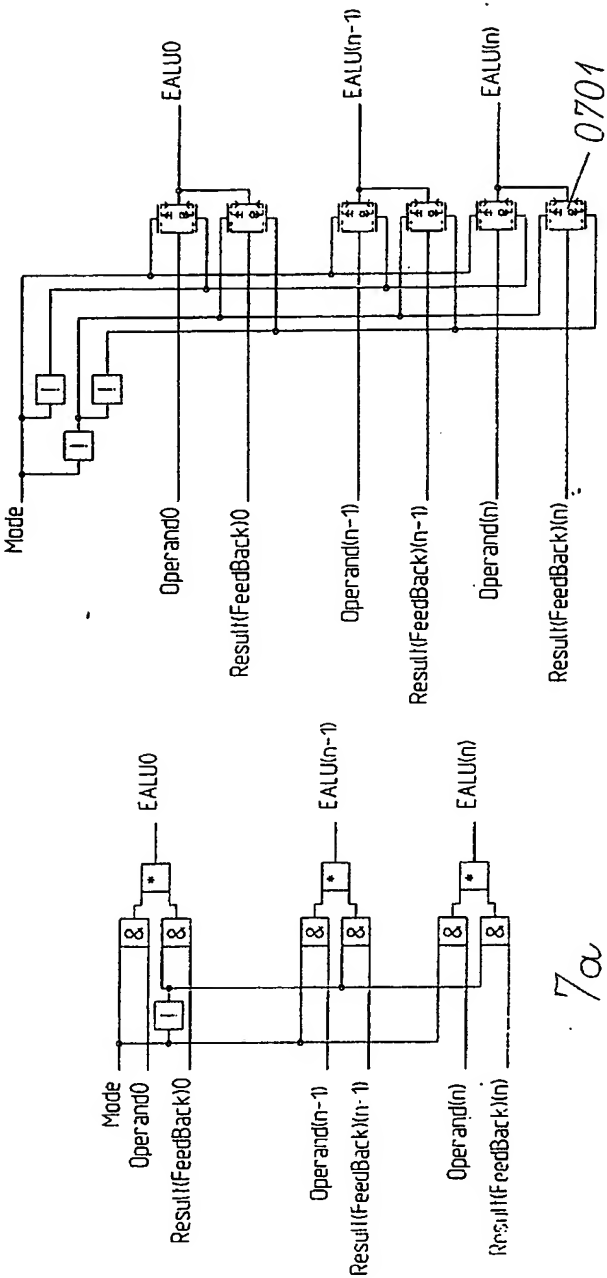 Mode
Operand0
Result(FeedBack)0
Operand(n-1)
Result(FeedBack)(n-1)
Operand(n)
Result(FeedBack)(n)
EALU0
EALU(n-1)
EALU(n)
0701
Mode
Operand0
Result(FeedBack)0
Operand(n-1)
Result(FeedBack)(n-1)
Operand(n)
Result(FeedBack)(n)
&
&
&
&
&
&
*
*
*
EALU0
EALU(n-1)
EALU(n)
7a